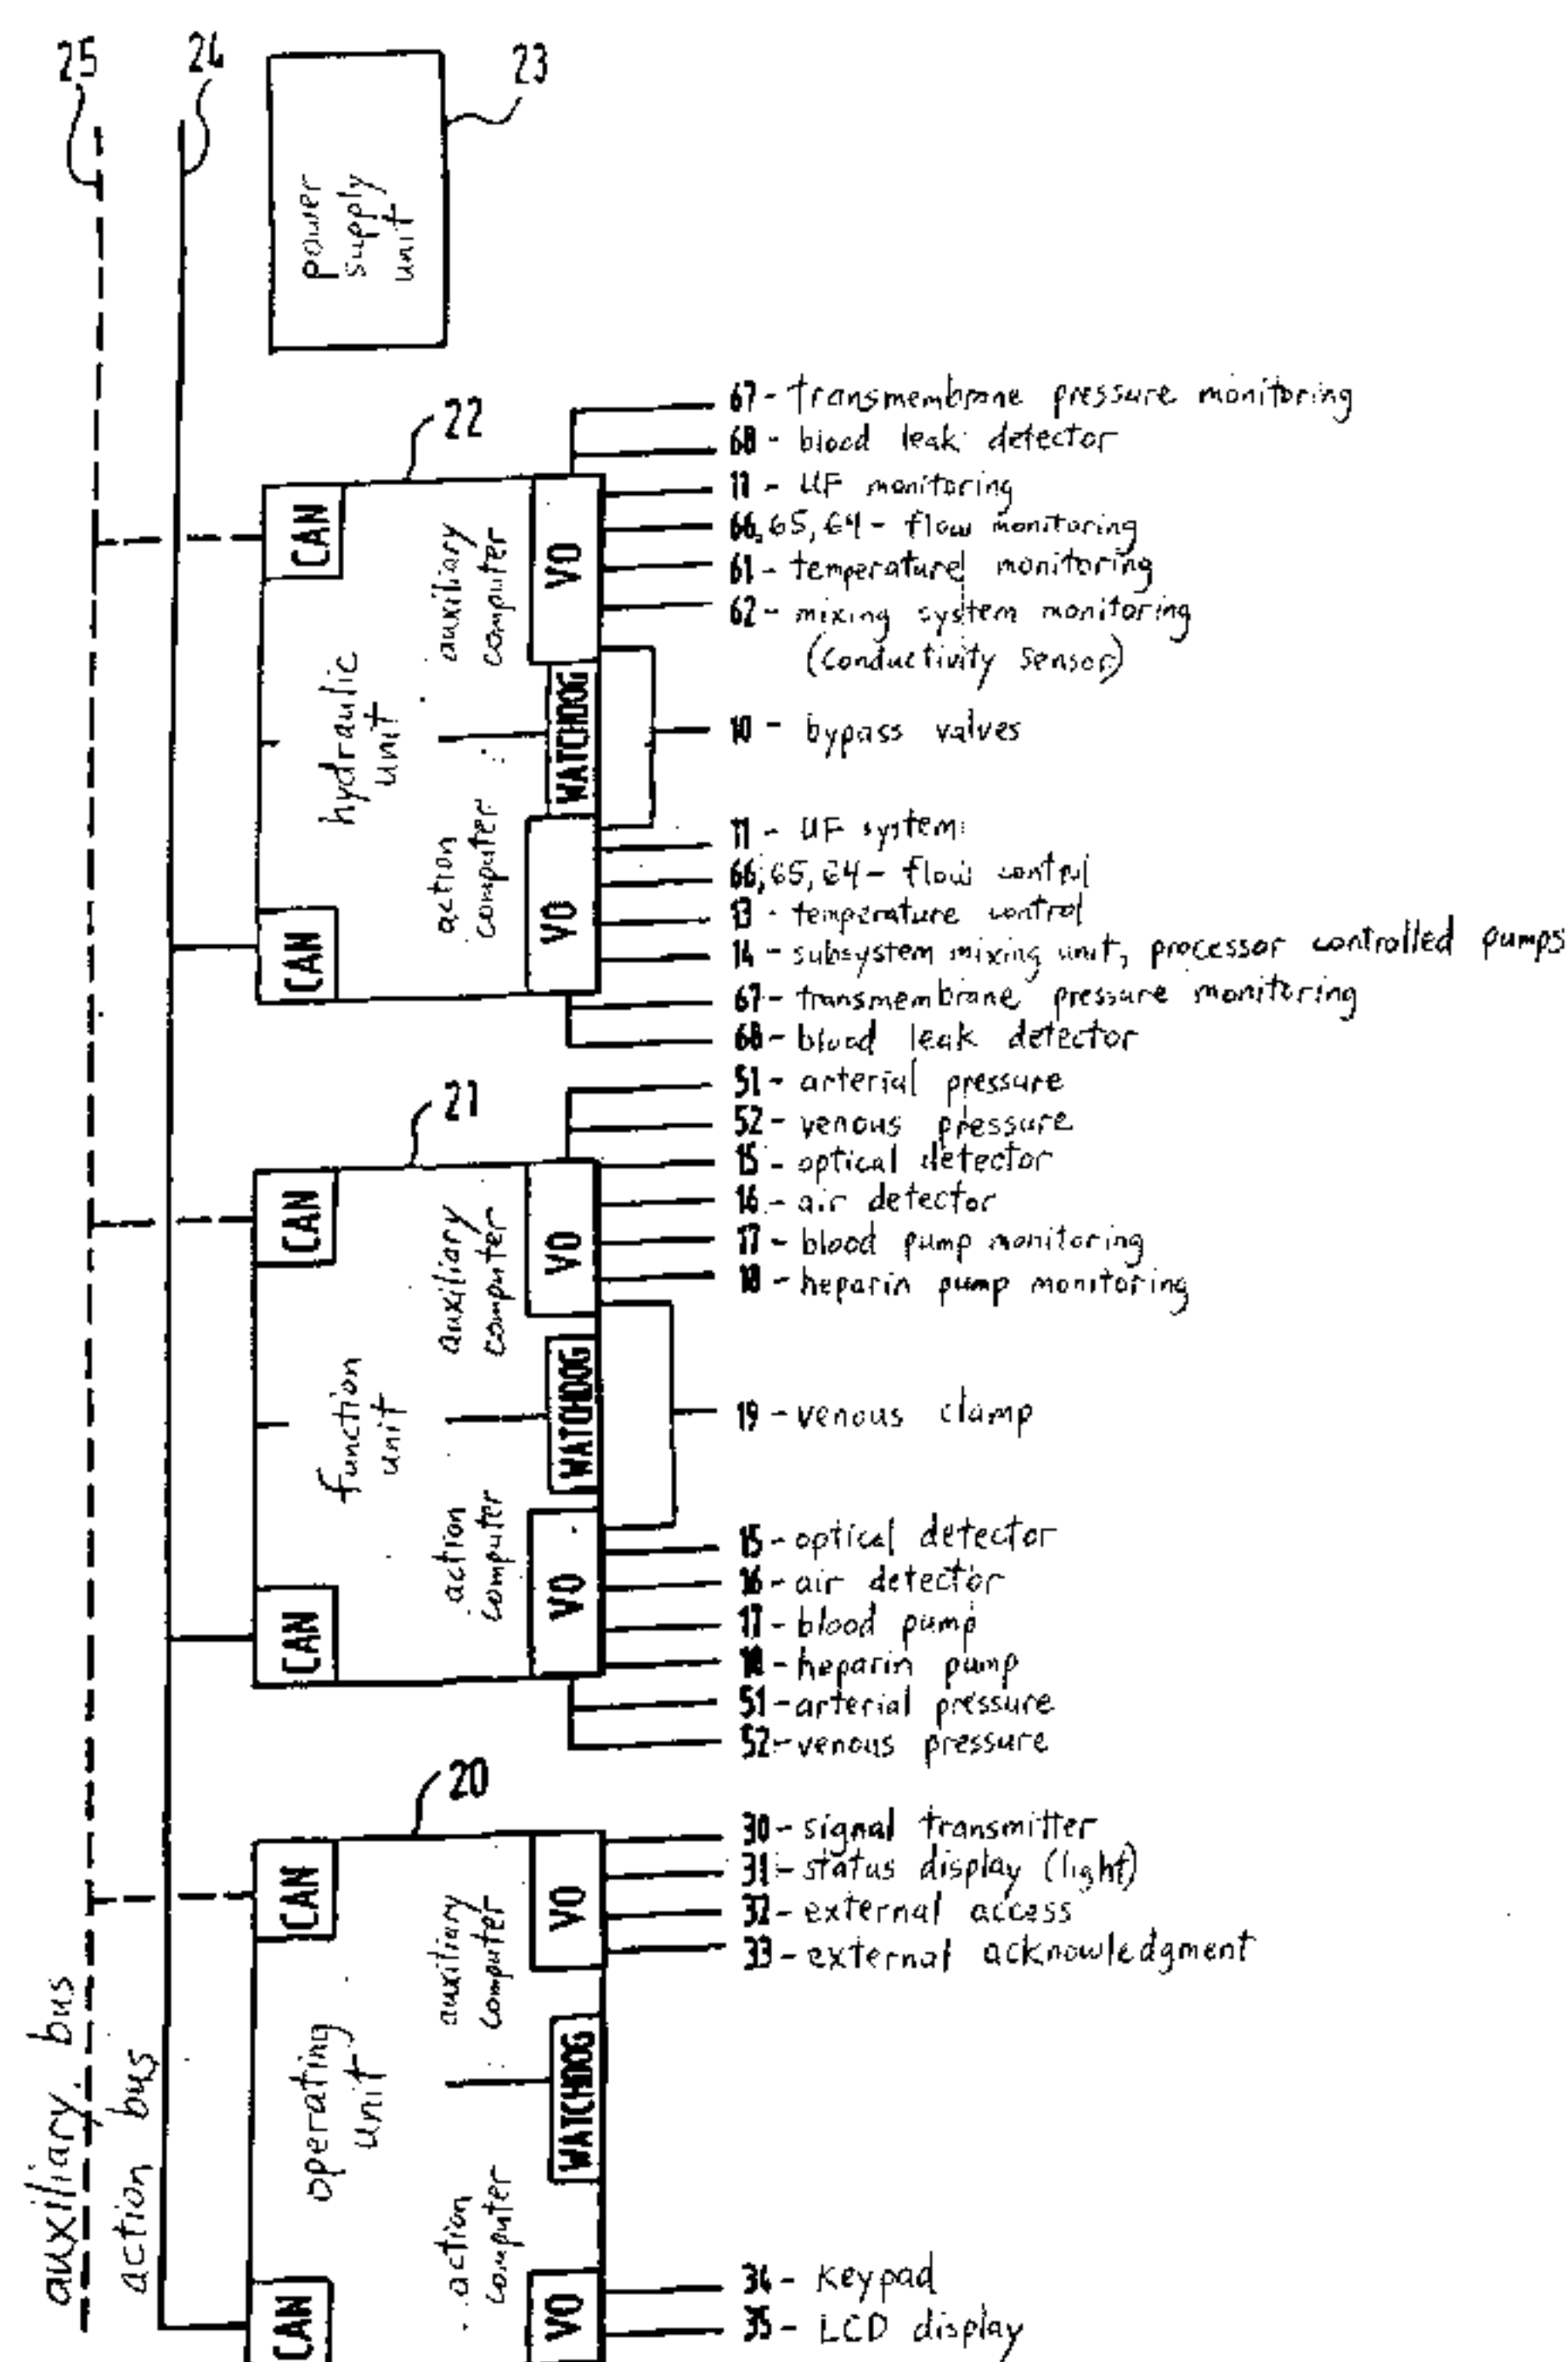 25
24
23
power
supply
unit
67 - transmembrane pressure monitoring
68 - blood leak detector
22
11 - UF monitoring
66, 65, 64 - flow monitoring
61 - temperature monitoring
62 - mixing system monitoring
(conductivity sensor)
CAN
auxiliary
computer
I/O
hydraulic
unit
WATCHDOG
10 - bypass valves
action
computer
11 - UF system
66, 65, 64 - flow control
13 - temperature control
14 - subsystem mixing unit, processor controlled pumps
CAN
I/O
67 - transmembrane pressure monitoring
68 - blood leak detector
51 - arterial pressure
21
52 - venous pressure
15 - optical detector
16 - air detector
17 - blood pump monitoring
18 - heparin pump monitoring
CAN
auxiliary
computer
I/O
function
unit
WATCHDOG
19 - venous clamp
action
computer
15 - optical detector
16 - air detector
17 - blood pump
18 - heparin pump
CAN
I/O
51 - arterial pressure
52 - venous pressure
20
30 - signal transmitter
31 - status display (light)
32 - external access
33 - external acknowledgment
CAN
auxiliary
computer
I/O
operating
unit
WATCHDOG
auxiliary bus
action bus
action
computer
34 - keypad
35 - LCD display
CAN
I/O